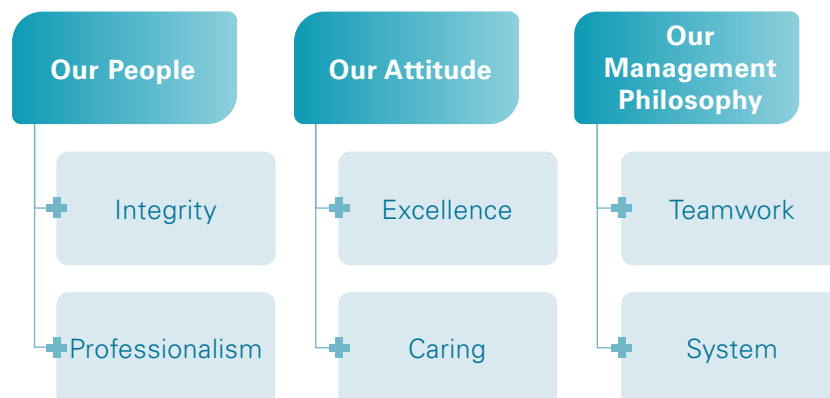 Our People
Integrity
Professionalism
Our Attitude
Excellence
Caring
Our
Management
Philosophy
Teamwork
System